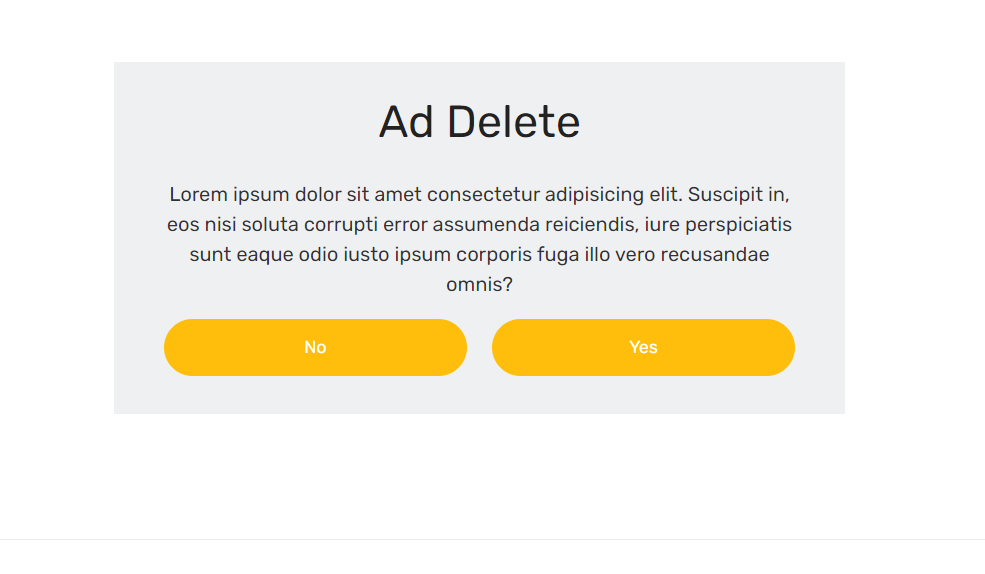 Ad Delete
Lorem ipsum dolor sit amet consectetur adipisicing elit. Suscipit in,
eos nisi soluta corrupti error assumenda reiciendis, iure perspiciatis
sunt eaque odio iusto ipsum corporis fuga illo vero recusandae
omnis?
No
Yes